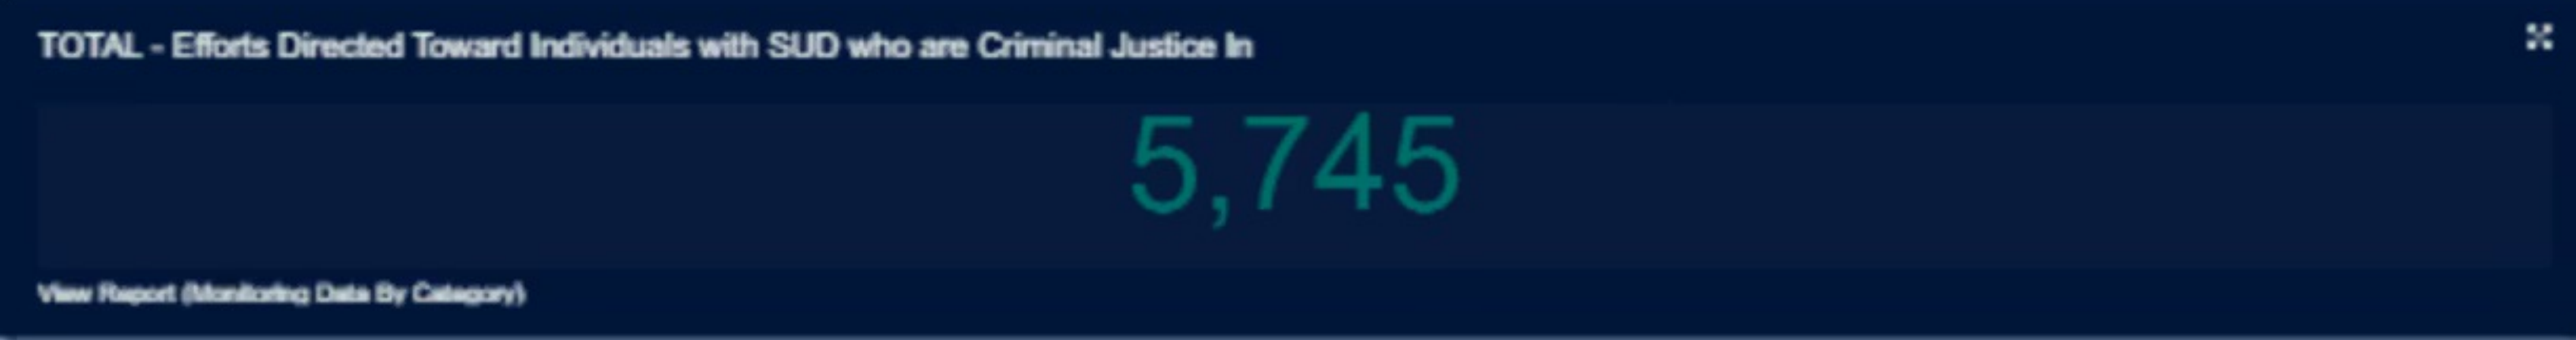 TOTAL - Efforts Directed Toward Individuals with SUD who are Criminal Justice In
5,745
View Report (Monitoring Data By Category)